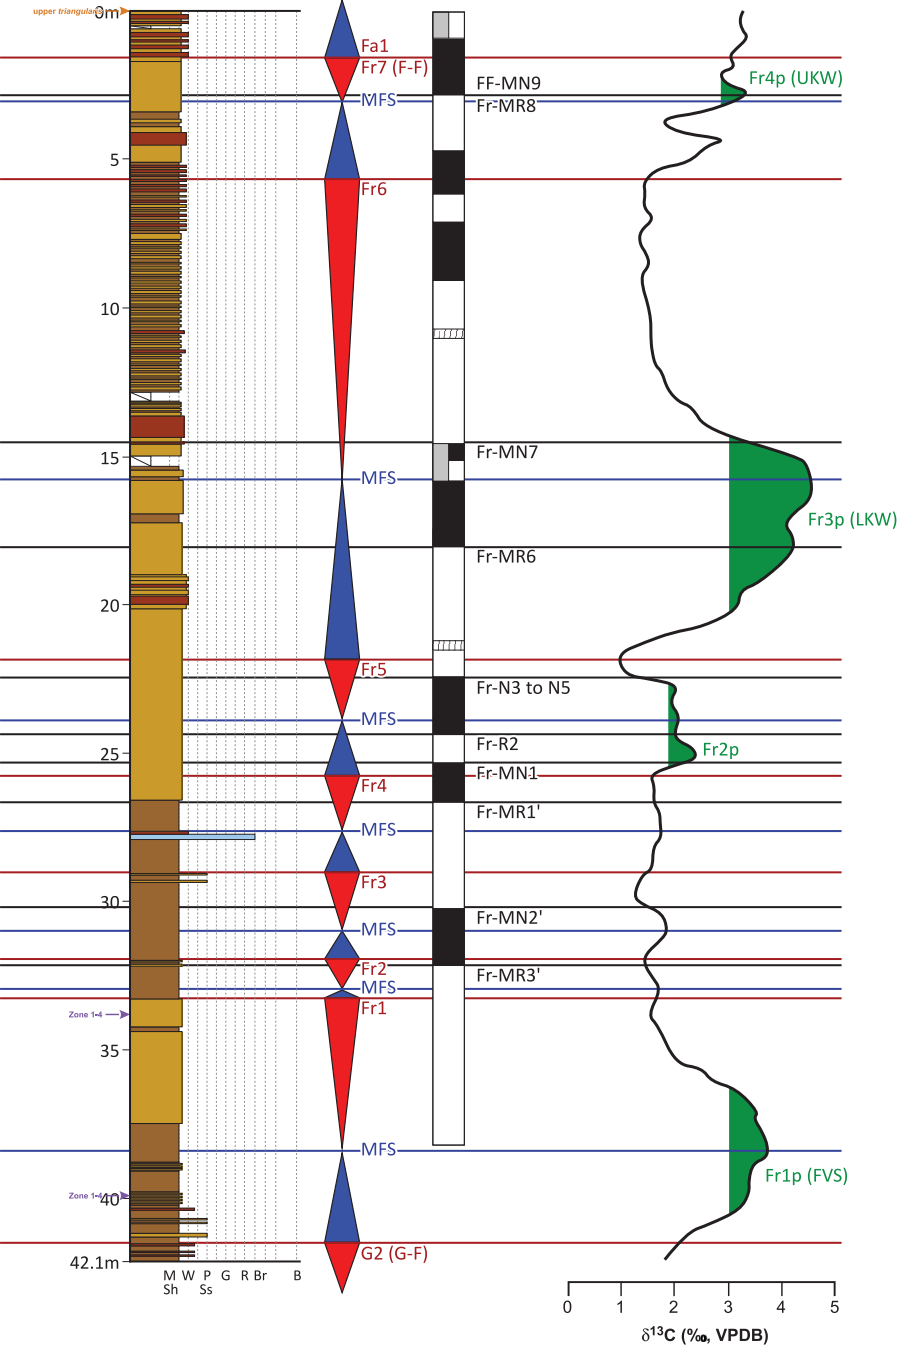 upper triangularis
0m
Fa1
Fr7 (F-F)
Fr4p (UKW)
FF-MN9
MFS
Fr-MR8
5
Fr6
10
Fr-MN7
15
MFS
Fr3p (LKW)
Fr-MR6
20
Fr5
Fr-N3 to N5
MFS
Fr-R2
Fr2p
25
Fr-MN1
Fr4
Fr-MR1'
MFS
Fr3
30
Fr-MN2'
MFS
Fr2
Fr-MR3'
MFS
Fr1
Zone 1-4
35
MFS
Fr1p (FVS)
Zone 1-4
40
G2 (G-F)
42.1m
M W P G R Br B
Sh Ss
0 1 2 3 4 5
δ13C (‰, VPDB)